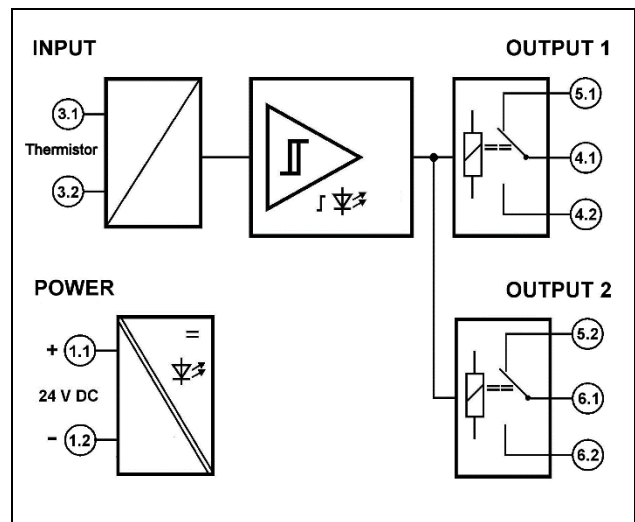 INPUT
OUTPUT 1
3.1
Thermistor
3.2
5.1
4.1
4.2
POWER
OUTPUT 2
+ 1.1
24 V DC
- 1.2
=
5.2
6.1
6.2